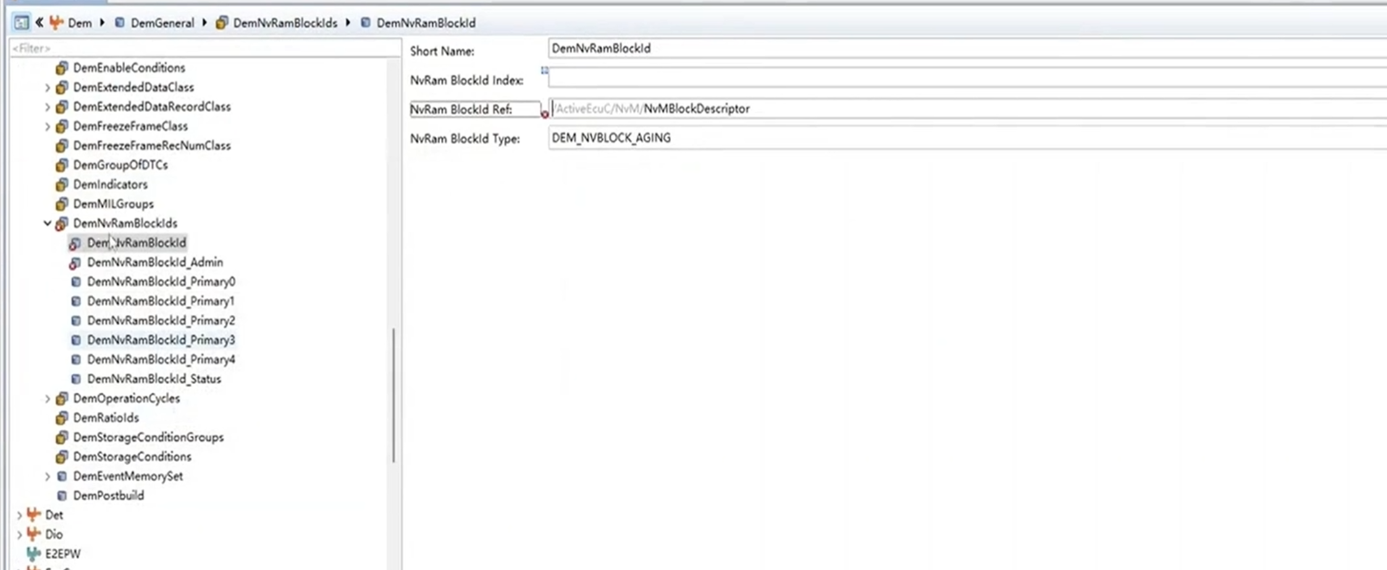 Dem DemGeneral DemNvRamBlockIds DemNvRamBlockId
<Filter>
DemEnableConditions
DemExtendedDataClass
DemExtendedDataRecordClass
DemFreezeFrameClass
DemFreezeFrameRecNumClass
DemGroupOfDTCs
DemIndicators
DemMILGroups
DemNvRamBlockIds
DemNvRamBlockId
DemNvRamBlockId_Admin
DemNvRamBlockId_Primary0
DemNvRamBlockId_Primary1
DemNvRamBlockId_Primary2
DemNvRamBlockId_Primary3
DemNvRamBlockId_Primary4
DemNvRamBlockId_Status
DemOperationCycles
DemRatioIds
DemStorageConditionGroups
DemStorageConditions
DemEventMemorySet
DemPostbuild
Det
Dio
E2EPW
Short Name: DemNvRamBlockId
NvRam BlockId Index:
NvRam BlockId Ref: /ActiveEcuC/NvM/NvMBlockDescriptor
NvRam BlockId Type: DEM_NVBLOCK_AGING